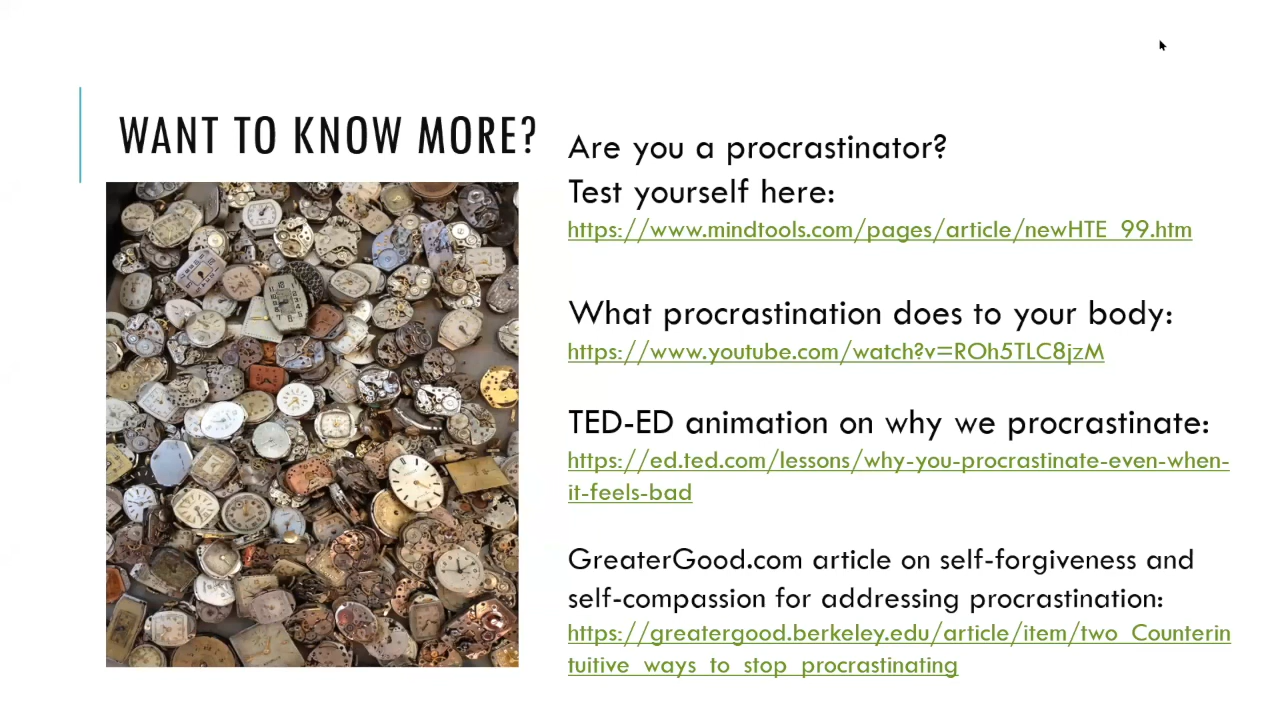 WANT TO KNOW MORE?
Are you a procrastinator?
Test yourself here:
https://www.mindtools.com/pages/article/newHTE_99.htm
What procrastination does to your body:
https://www.youtube.com/watch?v=ROh5TLC8jzM
TED-ED animation on why we procrastinate:
https://ed.ted.com/lessons/why-you-procrastinate-even-when-
it-feels-bad
GreaterGood.com article on self-forgiveness and
self-compassion for addressing procrastination:
https://greatergood.berkeley.edu/article/item/two_Counterin
tuitive_ways_to_stop_procrastinating